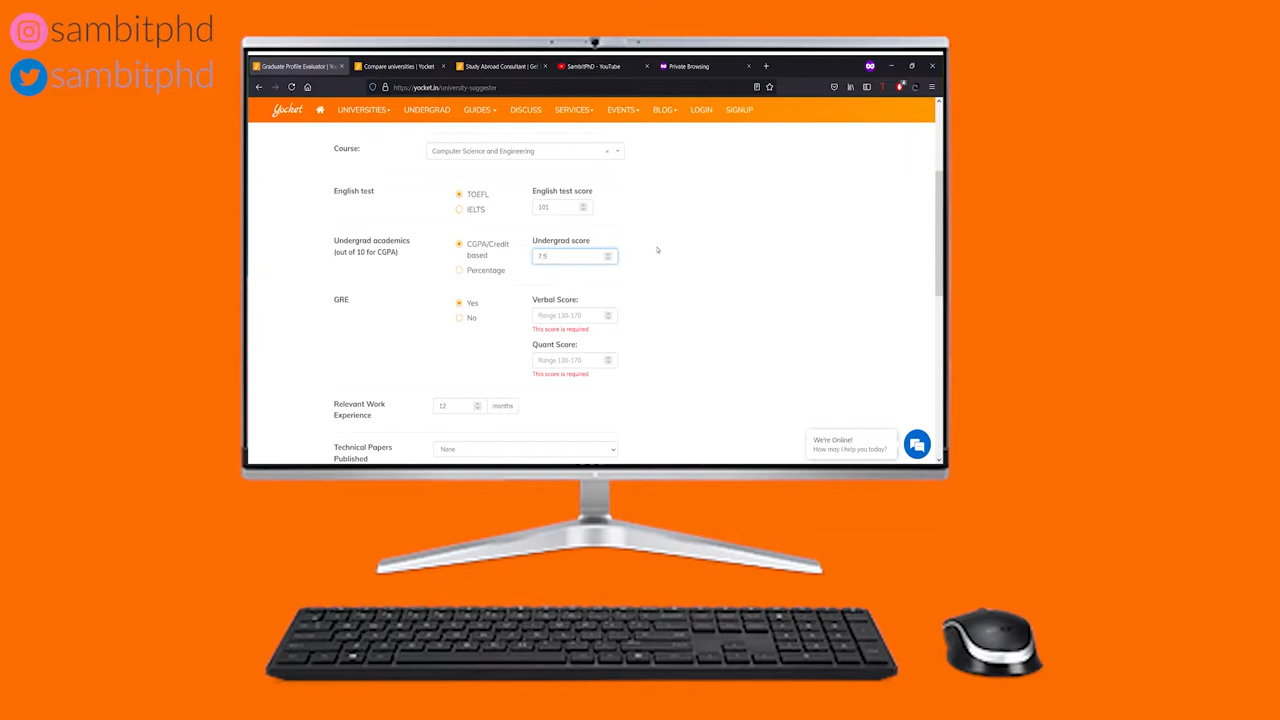 sambitphd
sambitphd
Graduate Profile Evaluator | Yoc
Compare universities | Yocket
Study Abroad Consultant | Get
SambitPhD - YouTube
Private Browsing
https://yocket.in/university-suggester
Yocket
UNIVERSITIES
UNDERGRAD
GUIDES
DISCUSS
SERVICES
EVENTS
BLOG
LOGIN
SIGNUP
Course:
Computer Science and Engineering
English test
TOEFL
IELTS
English test score
101
Undergrad academics
(out of 10 for CGPA)
CGPA/Credit
based
Percentage
Undergrad score
7.5
GRE
Yes
No
Verbal Score:
Range 130-170
This score is required
Quant Score:
Range 130-170
This score is required
Relevant Work
Experience
12
months
Technical Papers
Published
None
We're Online!
How may I help you today?